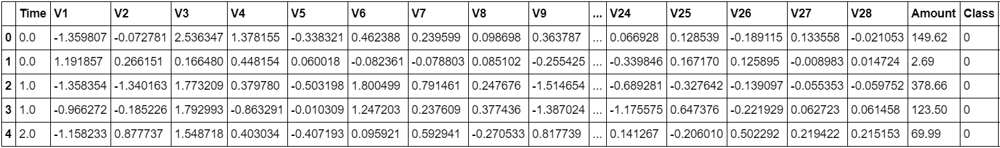 Time V1 V2 V3 V4 V5 V6 V7 V8 V9 ... V24 V25 V26 V27 V28 Amount Class
0 0.0 -1.359807 -0.072781 2.536347 1.378155 -0.338321 0.462388 0.239599 0.098698 0.363787 ... 0.066928 0.128539 -0.189115 0.133558 -0.021053 149.62 0
1 0.0 1.191857 0.266151 0.166480 0.448154 0.060018 -0.082361 -0.078803 0.085102 -0.255425 ... -0.339846 0.167170 0.125895 -0.008983 0.014724 2.69 0
2 1.0 -1.358354 -1.340163 1.773209 0.379780 -0.503198 1.800499 0.791461 0.247676 -1.514654 ... -0.689281 -0.327642 -0.139097 -0.055353 -0.059752 378.66 0
3 1.0 -0.966272 -0.185226 1.792993 -0.863291 -0.010309 1.247203 0.237609 0.377436 -1.387024 ... -1.175575 0.647376 -0.221929 0.062723 0.061458 123.50 0
4 2.0 -1.158233 0.877737 1.548718 0.403034 -0.407193 0.095921 0.592941 -0.270533 0.817739 ... 0.141267 -0.206010 0.502292 0.219422 0.215153 69.99 0